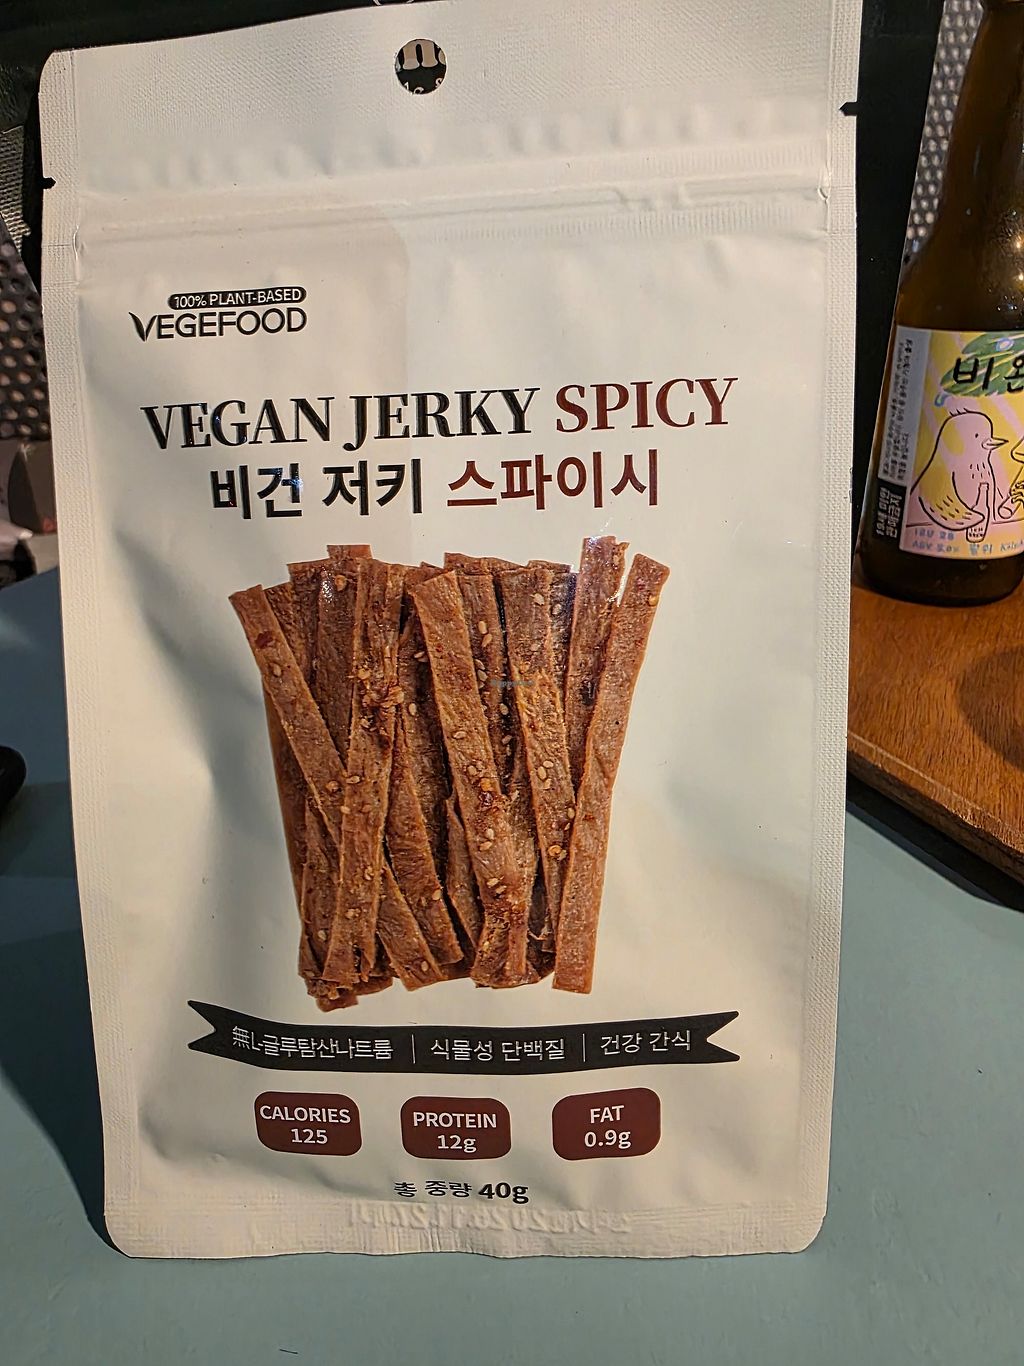 100% PLANT-BASED
VEGEFOOD
VEGAN JERKY SPICY
비건 저키 스파이시
無L-글루탐산나트륨 | 식물성 단백질 | 건강 간식
CALORIES
125
PROTEIN
12g
FAT
0.9g
총 중량 40g
비 온